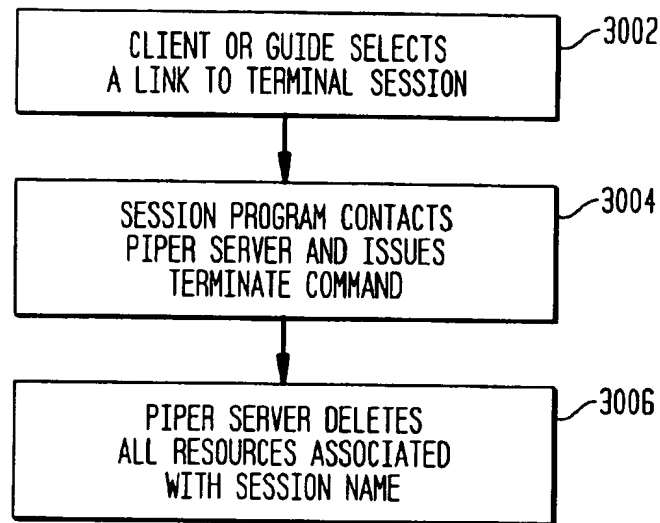 CLIENT OR GUIDE SELECTS
A LINK TO TERMINAL SESSION
3002
SESSION PROGRAM CONTACTS
PIPER SERVER AND ISSUES
TERMINATE COMMAND
3004
PIPER SERVER DELETES
ALL RESOURCES ASSOCIATED
WITH SESSION NAME
3006